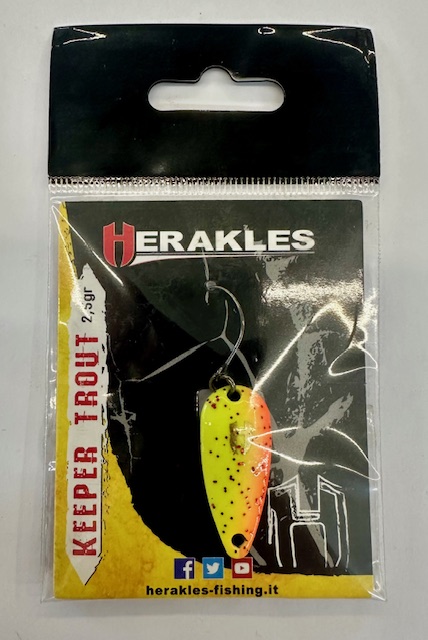 HERAKLES
KEEPER TROUT 2,5gr
herakles-fishing.it